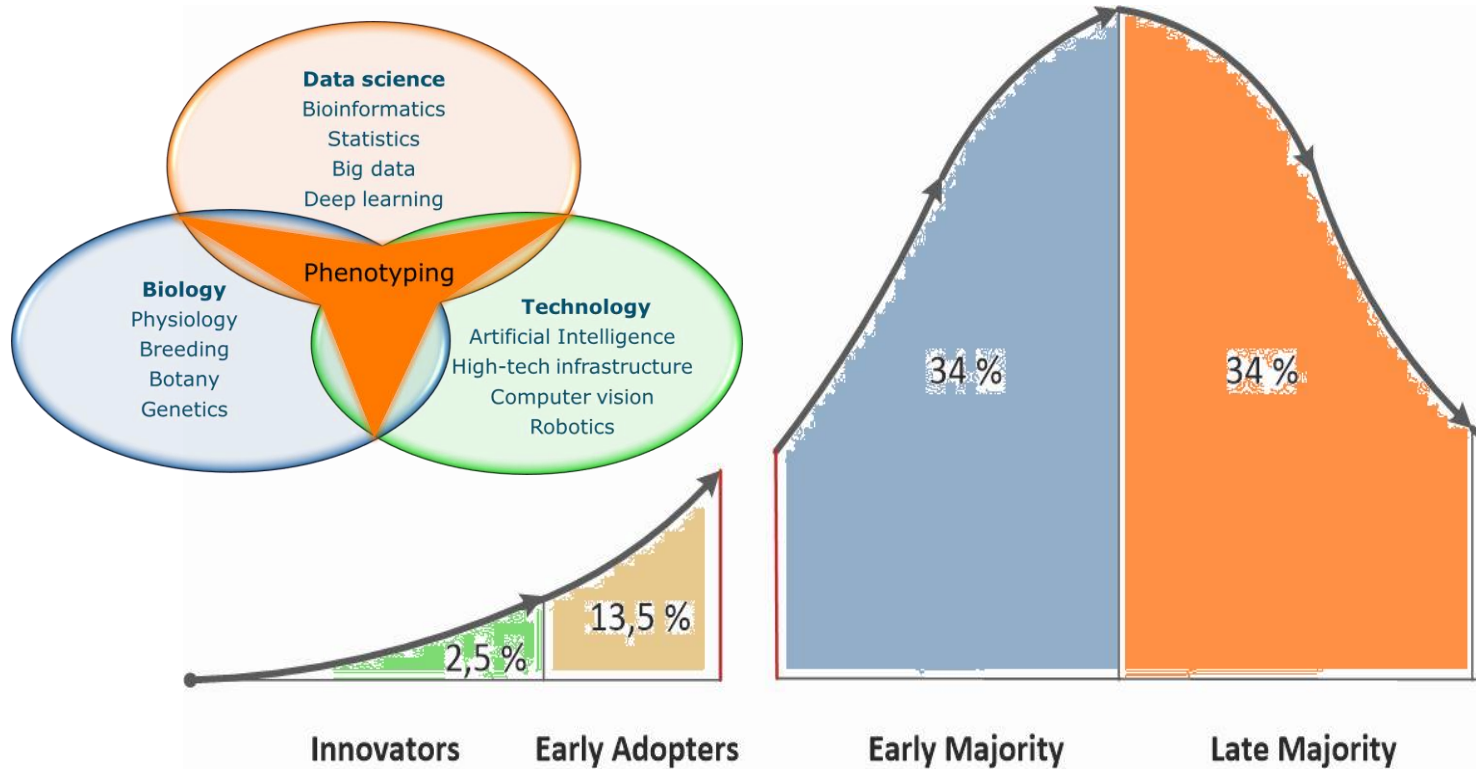 Data science
Bioinformatics
Statistics
Big data
Deep learning
Phenotyping
Biology
Physiology
Breeding
Botany
Genetics
Technology
Artificial Intelligence
High-tech infrastructure
Computer vision
Robotics
34 %
34 %
13,5 %
2,5 %
Innovators
Early Adopters
Early Majority
Late Majority